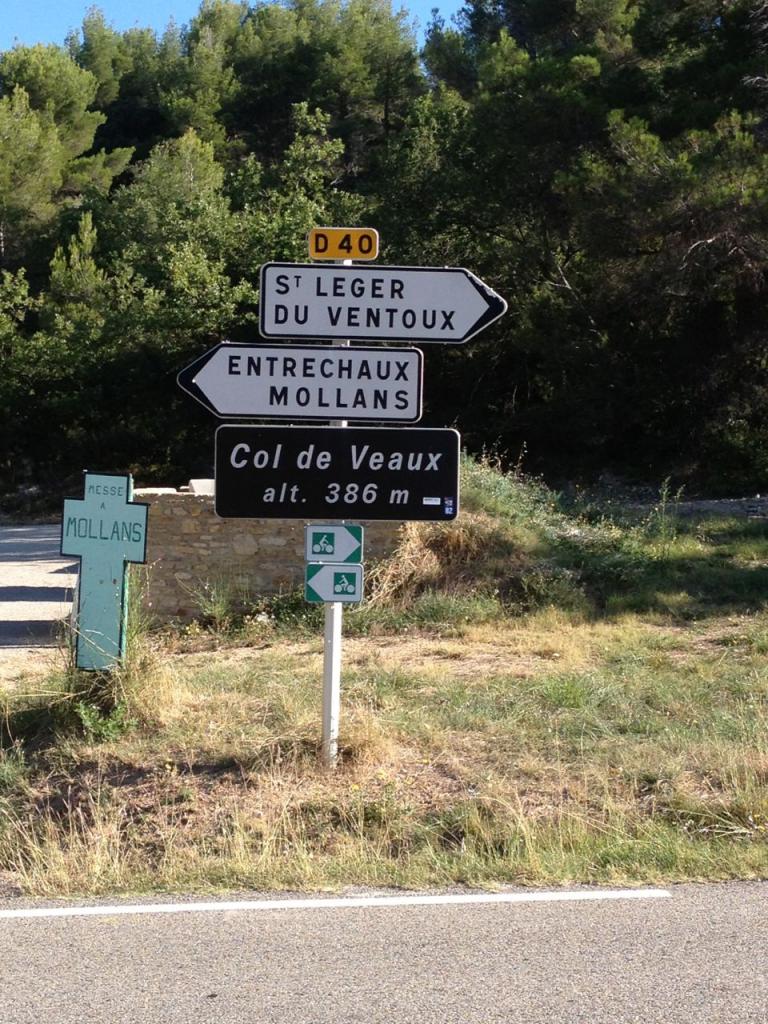 D 40
ST LEGER
DU VENTOUX
ENTRECHAUX
MOLLANS
Col de Veaux
alt. 386 m
MESSE
A
MOLLANS